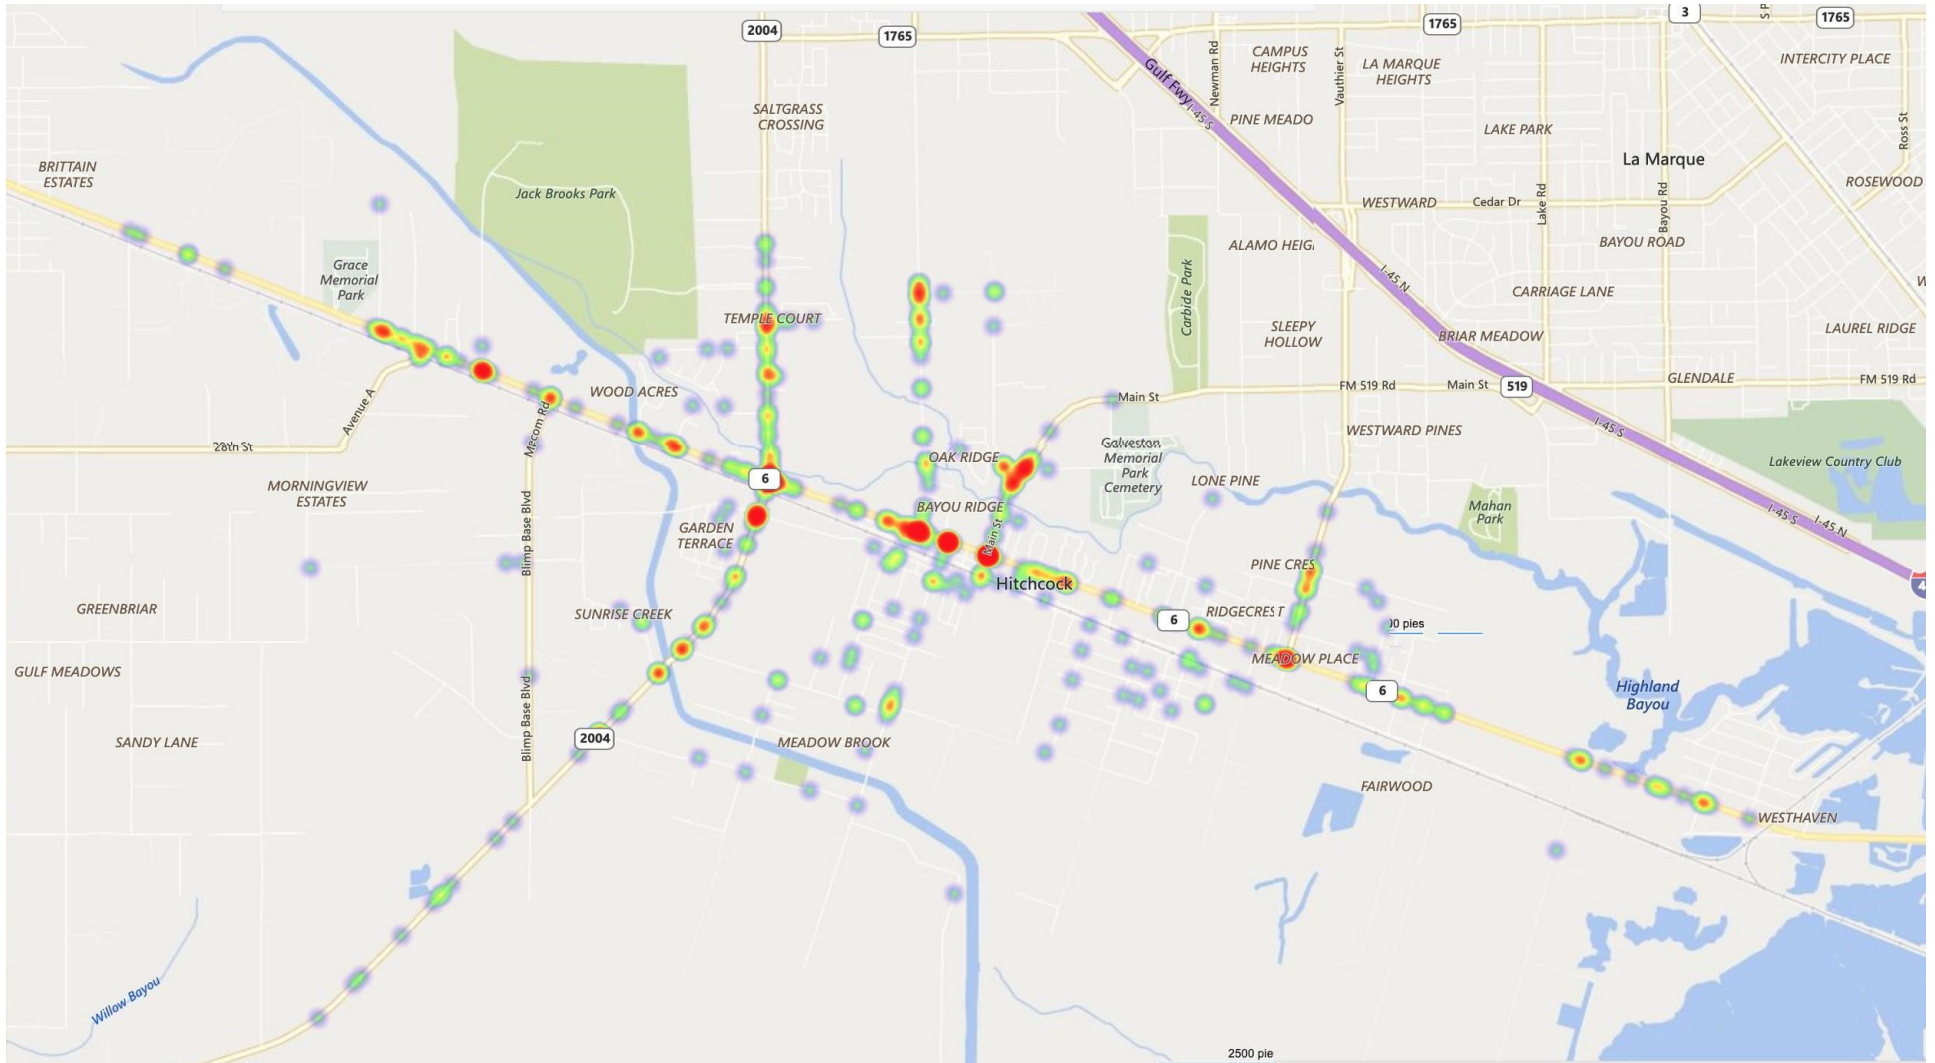 2004
1765
1765
3
1765
S P
Gulf Fwy
I-45 S
Newman Rd
CAMPUS
HEIGHTS
Vauthier St
LA MARQUE
HEIGHTS
INTERCITY PLACE
SALTGRASS
CROSSING
PINE MEADO
LAKE PARK
Ross St
BRITTAIN
ESTATES
La Marque
Jack Brooks Park
WESTWARD
Cedar Dr
Lake Rd
Bayou Rd
ROSEWOOD
ALAMO HEIG
BAYOU ROAD
Grace
Memorial
Park
I-45 N
Carbide Park
CARRIAGE LANE
W
TEMPLE COURT
SLEEPY
HOLLOW
BRIAR MEADOW
LAUREL RIDGE
WOOD ACRES
Main St
FM 519 Rd
Main St
519
GLENDALE
FM 519 Rd
Avenue A
Mecom Rd
28th St
I-45 S
WESTWARD PINES
Galveston
Memorial
Park
Cemetery
OAK RIDGE
Lakeview Country Club
6
LONE PINE
MORNINGVIEW
ESTATES
Blimp Base Blvd
BAYOU RIDGE
Mahan
Park
I-45 S
I-45 N
GARDEN
TERRACE
Main St
PINE CRES
Hitchcock
4
GREENBRIAR
SUNRISE CREEK
6
RIDGECREST
00 pies
GULF MEADOWS
MEADOW PLACE
6
Highland
Bayou
Blimp Base Blvd
SANDY LANE
2004
MEADOW BROOK
FAIRWOOD
WESTHAVEN
Willow Bayou
2500 pie